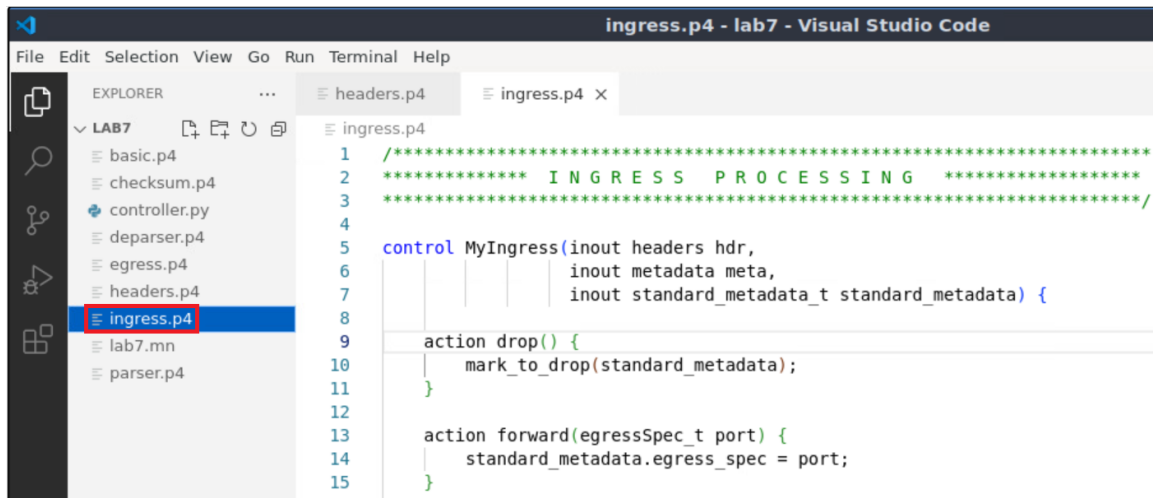 ingress.p4 - lab7 - Visual Studio Code
File Edit Selection View Go Run Terminal Help
EXPLORER ...
LAB7
basic.p4
checksum.p4
controller.py
deparser.p4
egress.p4
headers.p4
ingress.p4
lab7.mn
parser.p4
headers.p4 ingress.p4 ×
ingress.p4
1 /*************************************************************************
2 ************** I N G R E S S   P R O C E S S I N G *******************
3 *************************************************************************/
4
5 control MyIngress(inout headers hdr,
6 inout metadata meta,
7 inout standard_metadata_t standard_metadata) {
8
9 action drop() {
10 mark_to_drop(standard_metadata);
11 }
12
13 action forward(egressSpec_t port) {
14 standard_metadata.egress_spec = port;
15 }